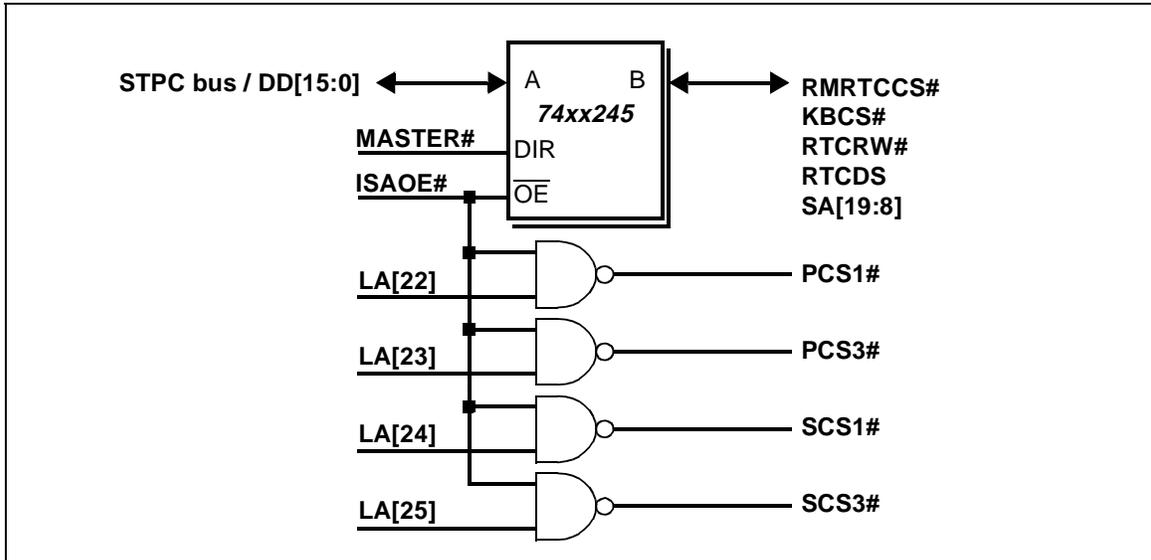 STPC bus / DD[15:0]
A
B
74xx245
RMRTCCS#
KBCS#
RTCRW#
RTCDS
SA[19:8]
MASTER#
DIR
ISAOE#
OE
LA[22]
PCS1#
LA[23]
PCS3#
LA[24]
SCS1#
LA[25]
SCS3#